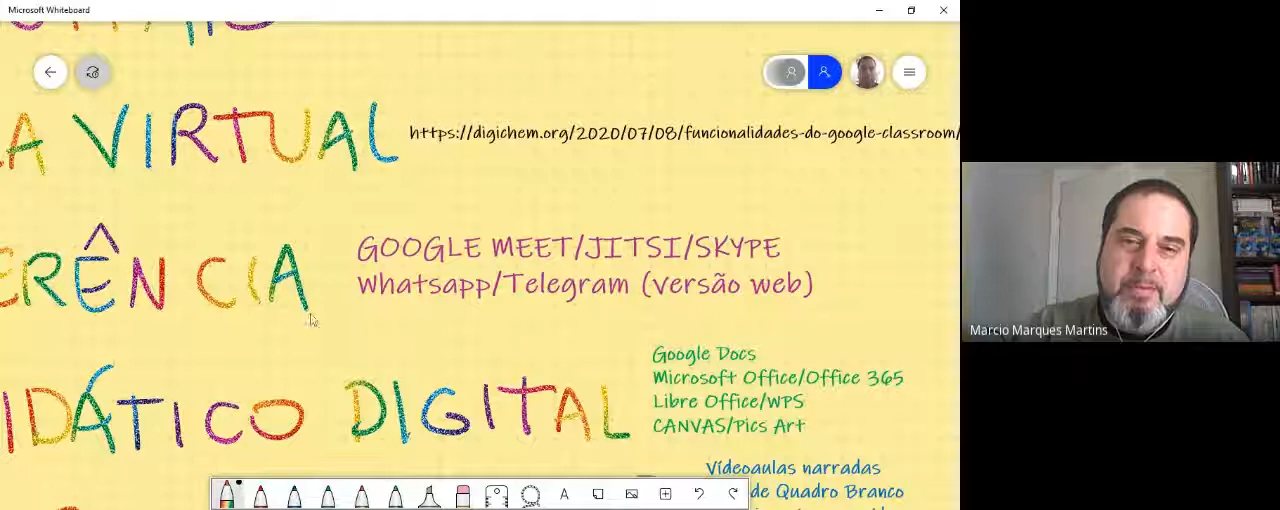 Microsoft Whiteboard
A VIRTUAL
https://digichem.org/2020/07/08/funcionalidades-do-google-classroom/
ERÊNCIA
GOOGLE MEET/JITSI/SKYPE
Whatsapp/Telegram (versão web)
IDÁTICO DIGITAL
Google Docs
Microsoft Office/Office 365
Libre Office/WPS
CANVAS/Pics Art
Vídeoaulas narradas
de Quadro Branco
Marcio Marques Martins